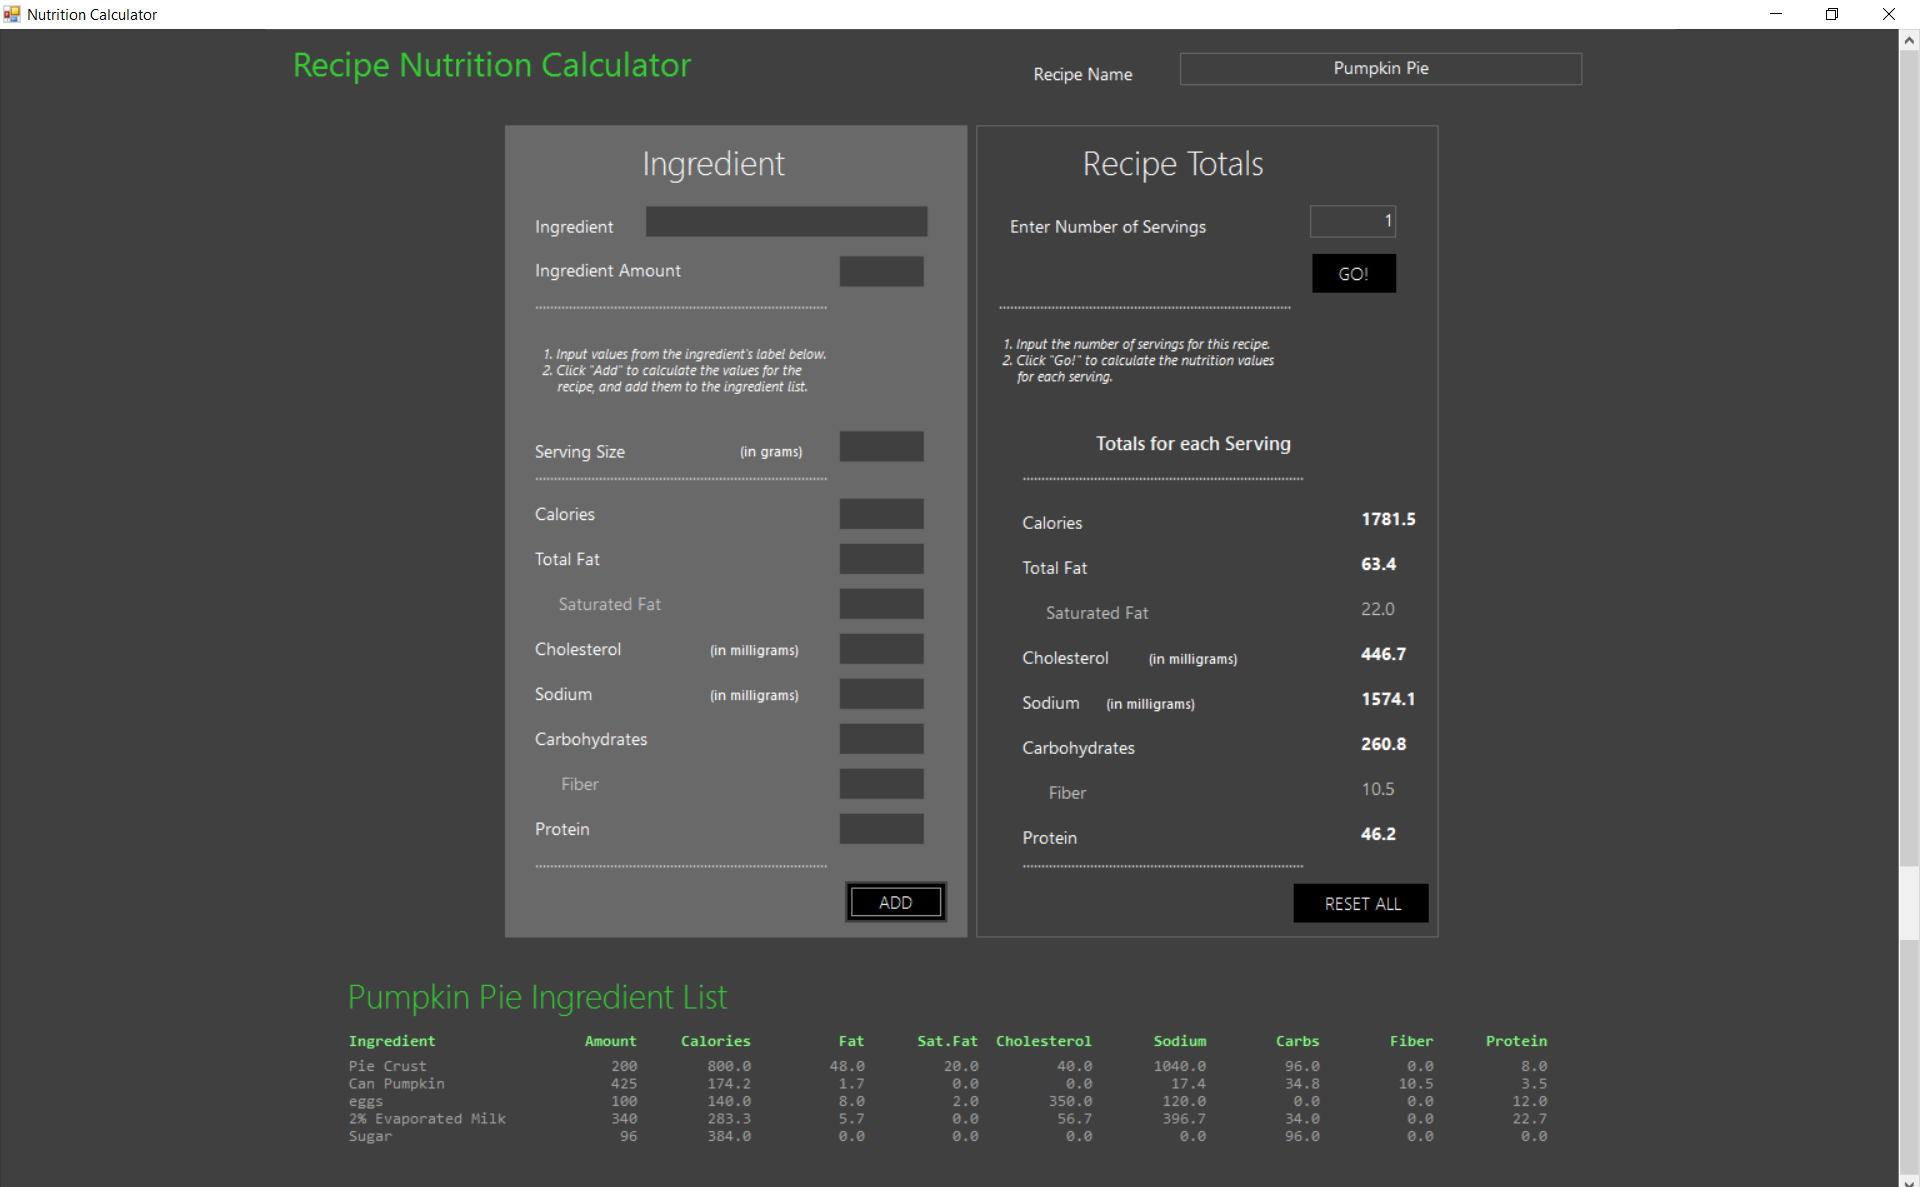 Nutrition Calculator
Recipe Nutrition Calculator
Recipe Name Pumpkin Pie
Ingredient
Ingredient
Ingredient Amount
1. Input values from the ingredient's label below.
2. Click "Add" to calculate the values for the
recipe, and add them to the ingredient list.
Serving Size (in grams)
Calories
Total Fat
Saturated Fat
Cholesterol (in milligrams)
Sodium (in milligrams)
Carbohydrates
Fiber
Protein
ADD
Recipe Totals
Enter Number of Servings 1
GO!
1. Input the number of servings for this recipe.
2. Click "Go!" to calculate the nutrition values
for each serving.
Totals for each Serving
Calories 1781.5
Total Fat 63.4
Saturated Fat 22.0
Cholesterol (in milligrams) 446.7
Sodium (in milligrams) 1574.1
Carbohydrates 260.8
Fiber 10.5
Protein 46.2
RESET ALL
Pumpkin Pie Ingredient List
Ingredient Amount Calories Fat Sat.Fat Cholesterol Sodium Carbs Fiber Protein
Pie Crust 200 800.0 48.0 20.0 40.0 1040.0 96.0 0.0 8.0
Can Pumpkin 425 174.2 1.7 0.0 0.0 17.4 34.8 10.5 3.5
eggs 100 140.0 8.0 2.0 350.0 120.0 0.0 0.0 12.0
2% Evaporated Milk 340 283.3 5.7 0.0 56.7 396.7 34.0 0.0 22.7
Sugar 96 384.0 0.0 0.0 0.0 0.0 96.0 0.0 0.0